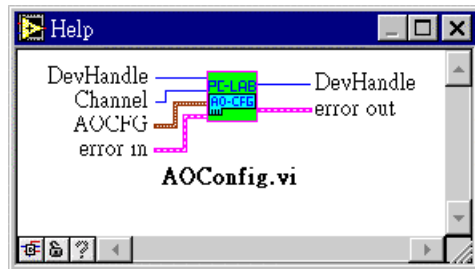 Help
DevHandle
Channel
AOCFG
error in
PC-LAB
AO-CFG
DevHandle
error out
AOConfig.vi
?